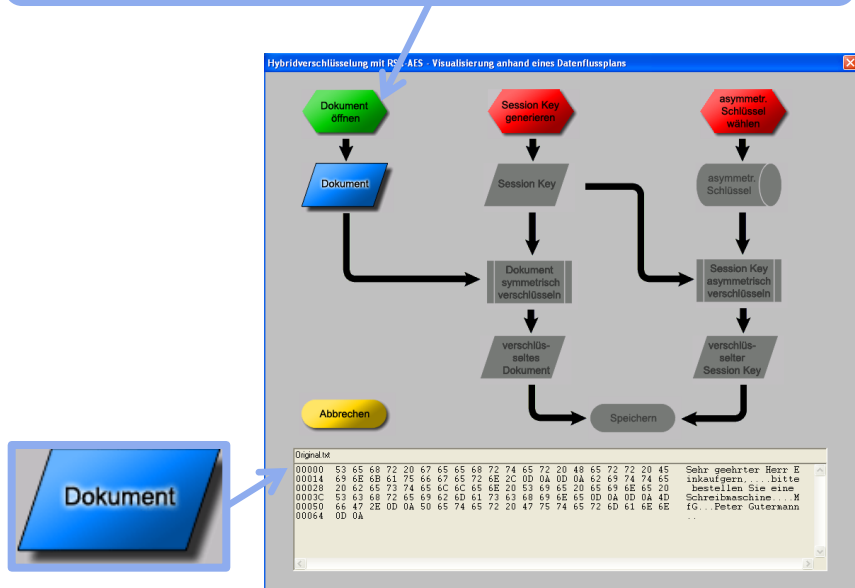 Hybridverschlüsselung mit RSA-AES - Visualisierung anhand eines Datenflussplans
Dokument
öffnen
Session Key
generieren
asymmetr.
Schlüssel
wählen
Dokument
Session Key
asymmetr.
Schlüssel
Dokument
symmetrisch
verschlüsseln
Session Key
asymmetrisch
verschlüsseln
verschlüs-
seltes
Dokument
verschlüs-
selter
Session Key
Abbrechen
Speichern
Original.txt
00000 53 65 68 72 20 67 65 65 68 72 74 65 72 20 48 65 72 72 20 45 Sehr geehrter Herr E
00014 69 6E 6B 61 75 66 67 65 72 6E 2C 0D 0A 0D 0A 62 69 74 74 65 inkaufgern,....bitte
00028 20 62 65 73 74 65 6C 6C 65 6E 20 53 69 65 20 65 69 6E 65 20 bestellen Sie eine
0003C 53 63 68 72 65 69 62 6D 61 73 63 68 69 6E 65 0D 0A 0D 0A 4D Schreibmaschine....M
00050 66 47 2E 0D 0A 50 65 74 65 72 20 47 75 74 65 72 6D 61 6E 6E fG...Peter Gutermann
00064 0D 0A ..
Dokument